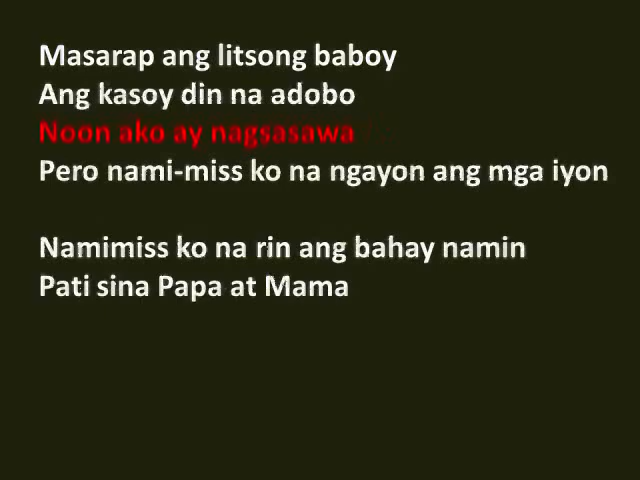 Masarap ang litsong baboy
Ang kasoy din na adobo
Noon ako ay nagsasawa
Pero nami-miss ko na ngayon ang mga iyon
Namimiss ko na rin ang bahay namin
Pati sina Papa at Mama